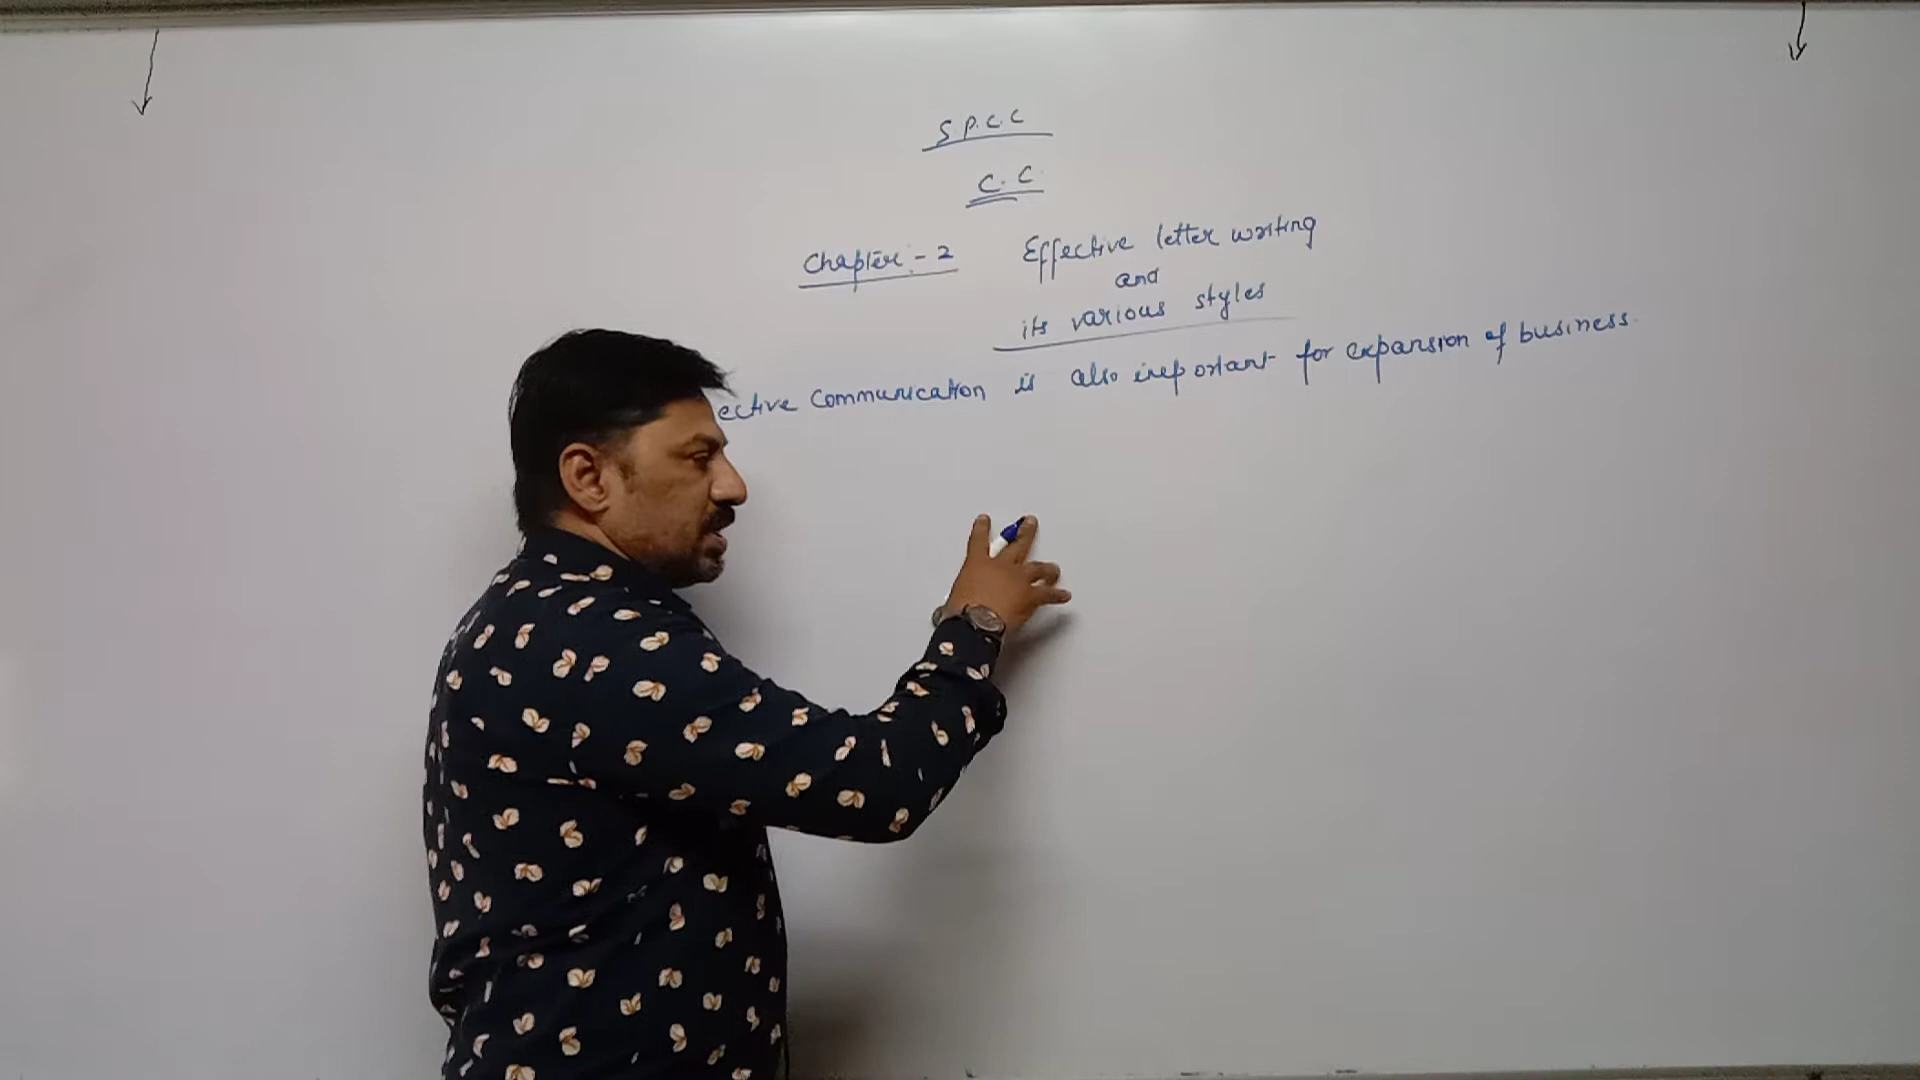 S.P.C.C
C.C.
Chapter:-2 Effective letter writing
and
its various styles
ective Communication is also important for expansion of business.